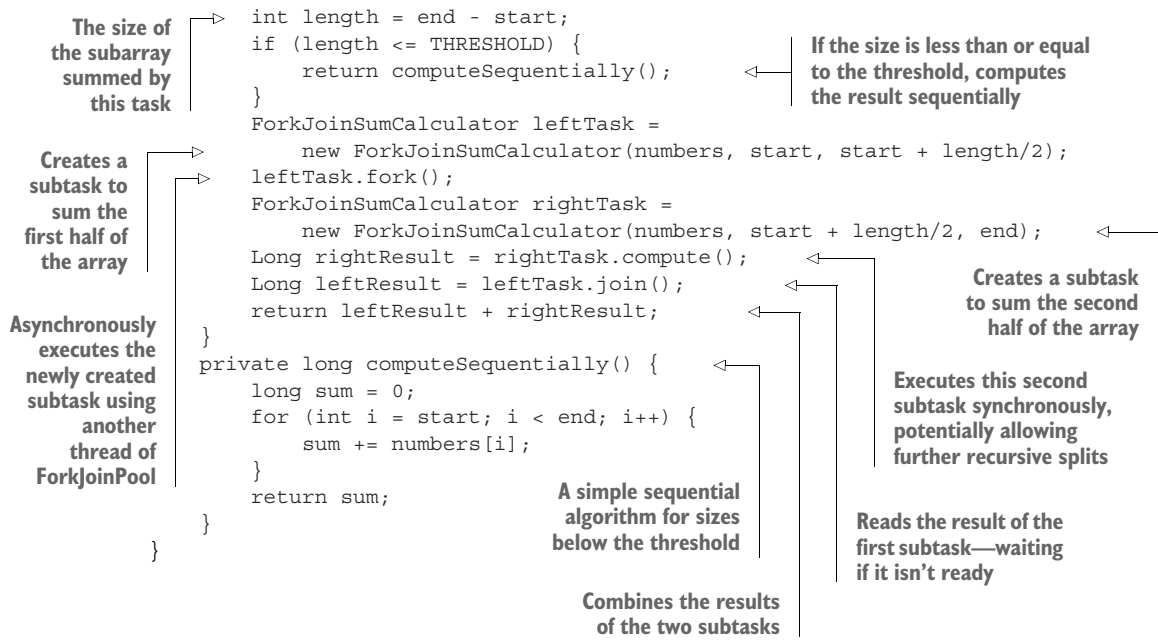 The size of
the subarray
summed by
this task
int length = end - start;
if (length <= THRESHOLD) {
return computeSequentially();
}
If the size is less than or equal
to the threshold, computes
the result sequentially
ForkJoinSumCalculator leftTask =
new ForkJoinSumCalculator(numbers, start, start + length/2);
leftTask.fork();
Creates a
subtask to
sum the
first half of
the array
ForkJoinSumCalculator rightTask =
new ForkJoinSumCalculator(numbers, start + length/2, end);
Long rightResult = rightTask.compute();
Long leftResult = leftTask.join();
return leftResult + rightResult;
}
Creates a subtask
to sum the second
half of the array
Asynchronously
executes the
newly created
subtask using
another
thread of
ForkJoinPool
private long computeSequentially() {
long sum = 0;
for (int i = start; i < end; i++) {
sum += numbers[i];
}
return sum;
}
}
Executes this second
subtask synchronously,
potentially allowing
further recursive splits
A simple sequential
algorithm for sizes
below the threshold
Reads the result of the
first subtask—waiting
if it isn't ready
Combines the results
of the two subtasks